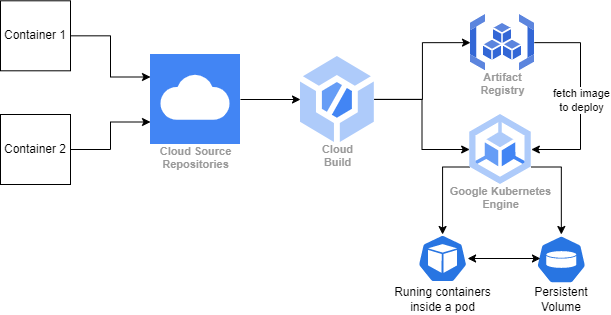 Container 1
Container 2
Cloud Source
Repositories
Cloud
Build
Artifact
Registry
fetch image
to deploy
Google Kubernetes
Engine
Runing containers
inside a pod
Persistent
Volume